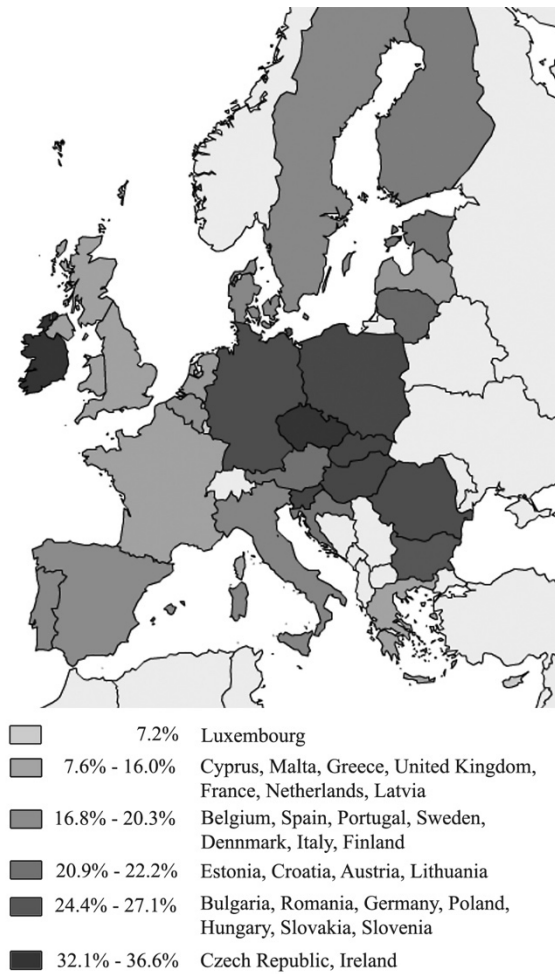 7.2% Luxembourg
7.6% - 16.0% Cyprus, Malta, Greece, United Kingdom,
France, Netherlands, Latvia
16.8% - 20.3% Belgium, Spain, Portugal, Sweden,
Dennmark, Italy, Finland
20.9% - 22.2% Estonia, Croatia, Austria, Lithuania
24.4% - 27.1% Bulgaria, Romania, Germany, Poland,
Hungary, Slovakia, Slovenia
32.1% - 36.6% Czech Republic, Ireland